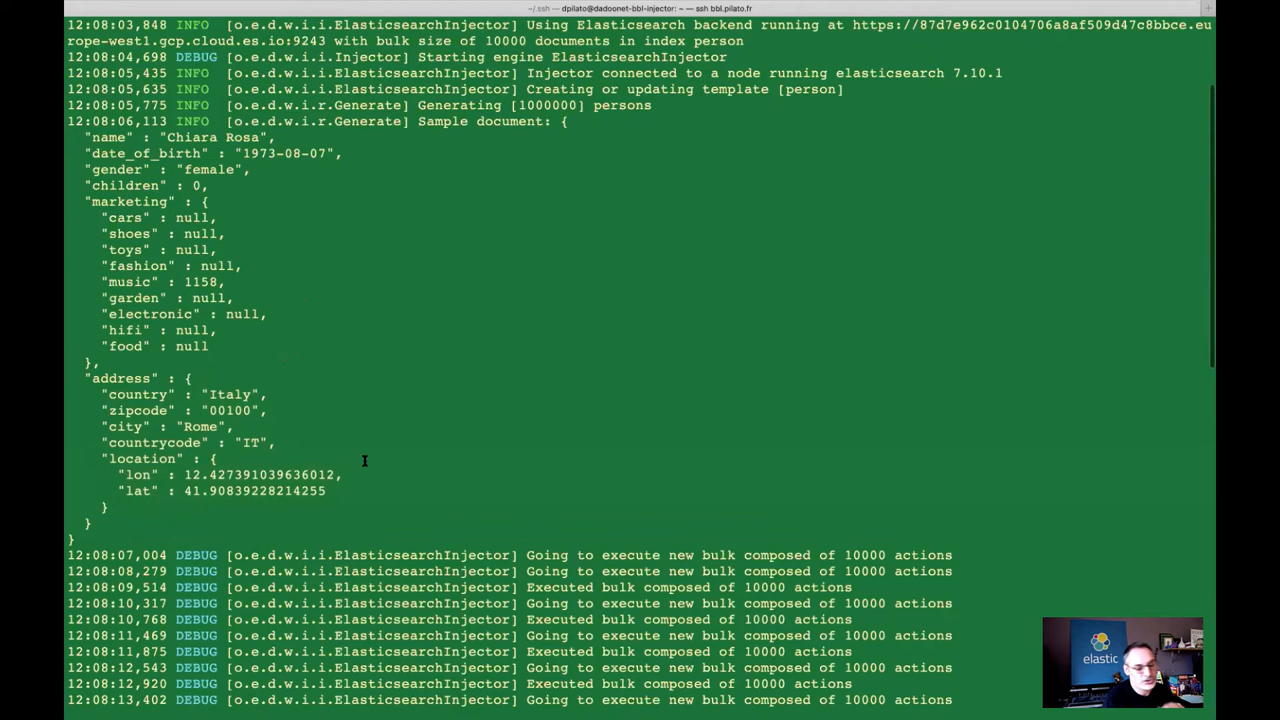 ~/.ssh — dpilato@dadoonet-bbl-injector: ~ — ssh bbl.pilato.fr
12:08:03,848 INFO  [o.e.d.w.i.i.ElasticsearchInjector] Using Elasticsearch backend running at https://87d7e962c0104706a8af509d47c8bbce.eu
rope-west1.gcp.cloud.es.io:9243 with bulk size of 10000 documents in index person
12:08:04,698 DEBUG [o.e.d.w.i.i.Injector] Starting engine ElasticsearchInjector
12:08:05,435 INFO  [o.e.d.w.i.i.ElasticsearchInjector] Injector connected to a node running elasticsearch 7.10.1
12:08:05,635 INFO  [o.e.d.w.i.i.ElasticsearchInjector] Creating or updating template [person]
12:08:05,775 INFO  [o.e.d.w.i.r.Generate] Generating [1000000] persons
12:08:06,113 INFO  [o.e.d.w.i.r.Generate] Sample document: {
"name" : "Chiara Rosa",
"date_of_birth" : "1973-08-07",
"gender" : "female",
"children" : 0,
"marketing" : {
"cars" : null,
"shoes" : null,
"toys" : null,
"fashion" : null,
"music" : 1158,
"garden" : null,
"electronic" : null,
"hifi" : null,
"food" : null
},
"address" : {
"country" : "Italy",
"zipcode" : "00100",
"city" : "Rome",
"countrycode" : "IT",
"location" : {
"lon" : 12.427391039636012,
"lat" : 41.90839228214255
}
}
}
12:08:07,004 DEBUG [o.e.d.w.i.i.ElasticsearchInjector] Going to execute new bulk composed of 10000 actions
12:08:08,279 DEBUG [o.e.d.w.i.i.ElasticsearchInjector] Going to execute new bulk composed of 10000 actions
12:08:09,514 DEBUG [o.e.d.w.i.i.ElasticsearchInjector] Executed bulk composed of 10000 actions
12:08:10,317 DEBUG [o.e.d.w.i.i.ElasticsearchInjector] Going to execute new bulk composed of 10000 actions
12:08:10,768 DEBUG [o.e.d.w.i.i.ElasticsearchInjector] Executed bulk composed of 10000 actions
12:08:11,469 DEBUG [o.e.d.w.i.i.ElasticsearchInjector] Going to execute new bulk composed of 10000 actions
12:08:11,875 DEBUG [o.e.d.w.i.i.ElasticsearchInjector] Executed bulk composed of 10000 actions
12:08:12,543 DEBUG [o.e.d.w.i.i.ElasticsearchInjector] Going to execute new bulk composed of 10000 actions
12:08:12,920 DEBUG [o.e.d.w.i.i.ElasticsearchInjector] Executed bulk composed of 10000 actions
12:08:13,402 DEBUG [o.e.d.w.i.i.ElasticsearchInjector] Going to execute new bulk composed of 10000 actions
elastic